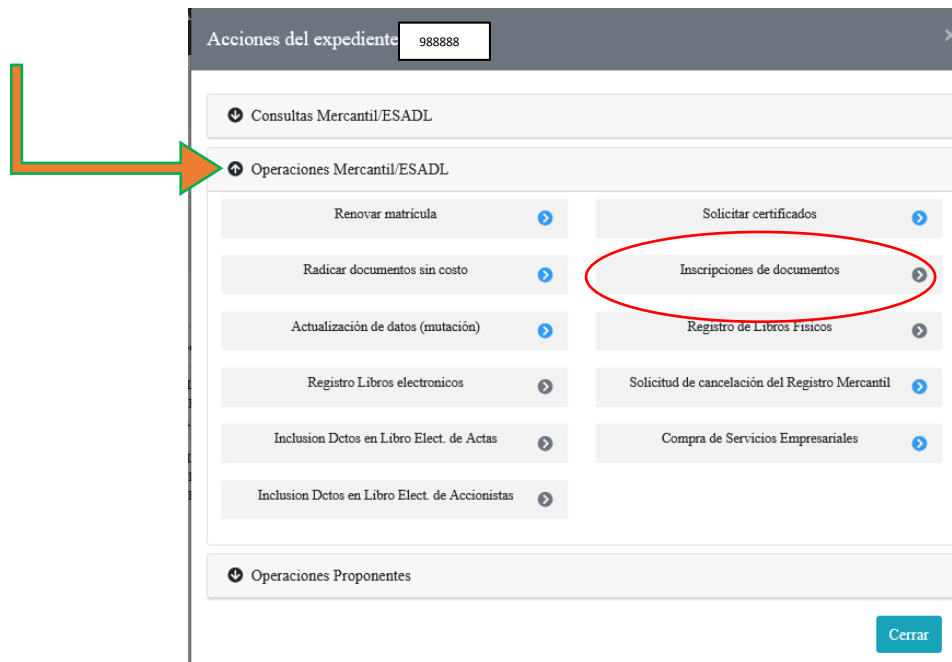 Acciones del expediente 988888
Consultas Mercantil/ESADL
Operaciones Mercantil/ESADL
Renovar matrícula
Solicitar certificados
Radicar documentos sin costo
Inscripciones de documentos
Actualización de datos (mutación)
Registro de Libros Físicos
Registro Libros electronicos
Solicitud de cancelación del Registro Mercantil
Inclusion Dctos en Libro Elect. de Actas
Compra de Servicios Empresariales
Inclusion Dctos en Libro Elect. de Accionistas
Operaciones Proponentes
Cerrar